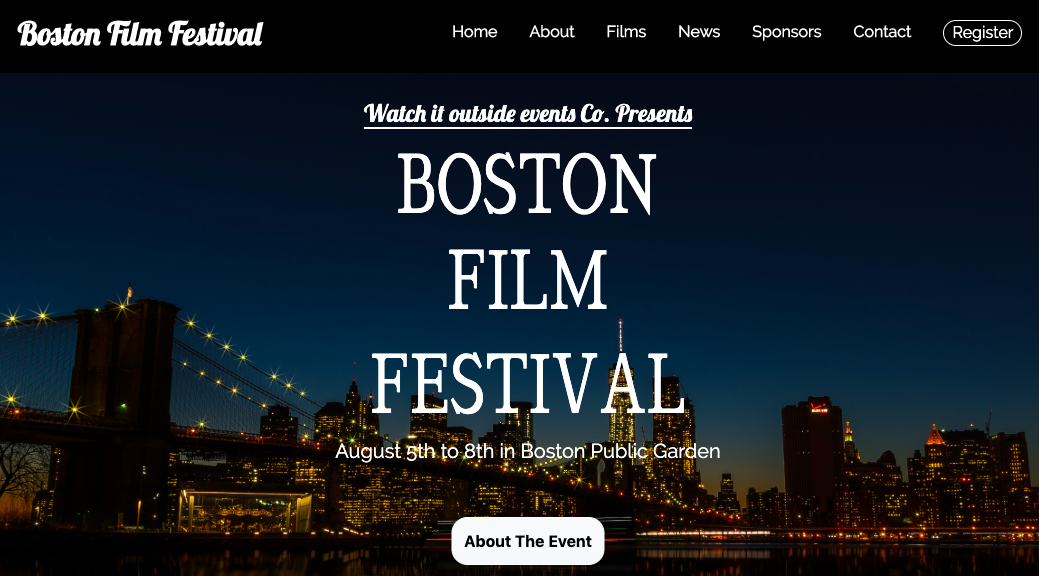 Boston Film Festival
Home About Films News Sponsors Contact Register
Watch it outside events Co. Presents
BOSTON
FILM
FESTIVAL
August 5th to 8th in Boston Public Garden
About The Event